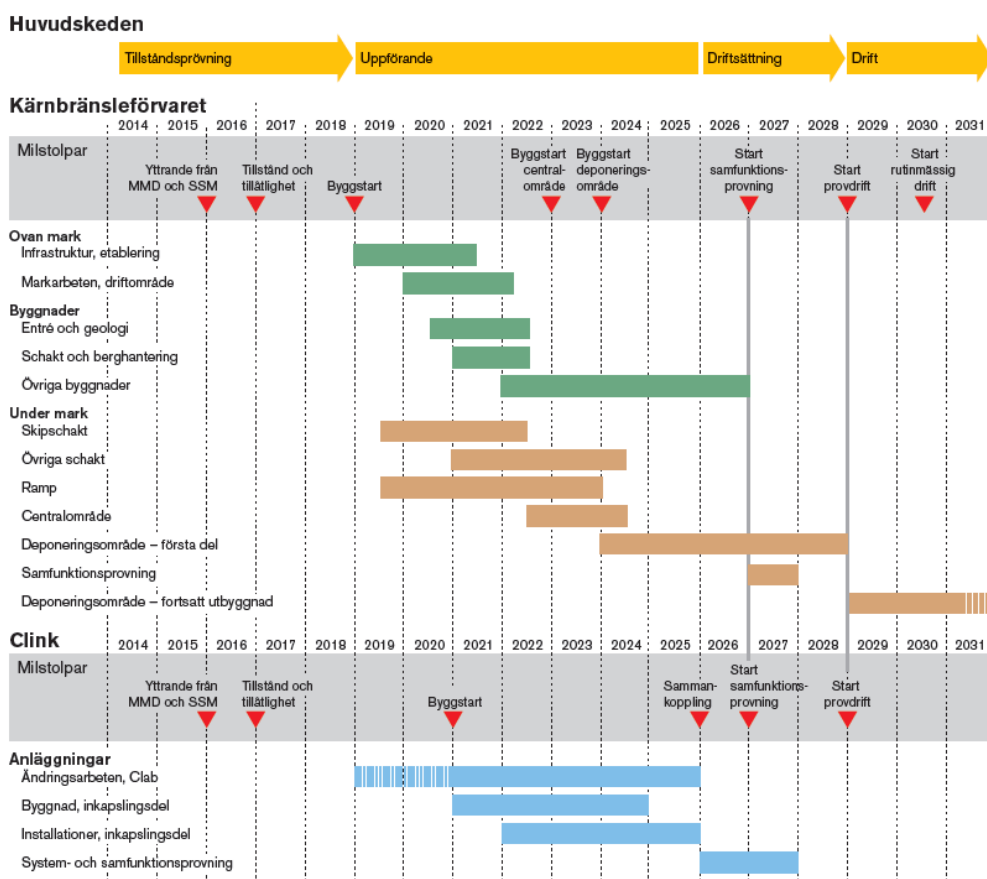 Huvudskeden
Tillståndsprövning Uppförande Driftsättning Drift
Kärnbränsleförvaret
2014 2015 2016 2017 2018 2019 2020 2021 2022 2023 2024 2025 2026 2027 2028 2029 2030 2031
Milstolpar
Yttrande från
MMD och SSM
Tillstånd och
tillåtlighet
Byggstart
Byggstart
central-
område
Byggstart
deponerings-
område
Start
samfunktions-
provning
Start
provdrift
Start
rutinmässig
drift
Ovan mark
Infrastruktur, etablering
Markarbeten, driftområde
Byggnader
Entré och geologi
Schakt och berghantering
Övriga byggnader
Under mark
Skipschakt
Övriga schakt
Ramp
Centralområde
Deponeringsområde – första del
Samfunktionsprovning
Deponeringsområde – fortsatt utbyggnad
Clink
2014 2015 2016 2017 2018 2019 2020 2021 2022 2023 2024 2025 2026 2027 2028 2029 2030 2031
Milstolpar
Yttrande från
MMD och SSM
Tillstånd och
tillåtlighet
Byggstart
Samman-
koppling
Start
samfunktions-
provning
Start
provdrift
Anläggningar
Ändringsarbeten, Clab
Byggnad, inkapslingsdel
Installationer, inkapslingsdel
System- och samfunktionsprovning